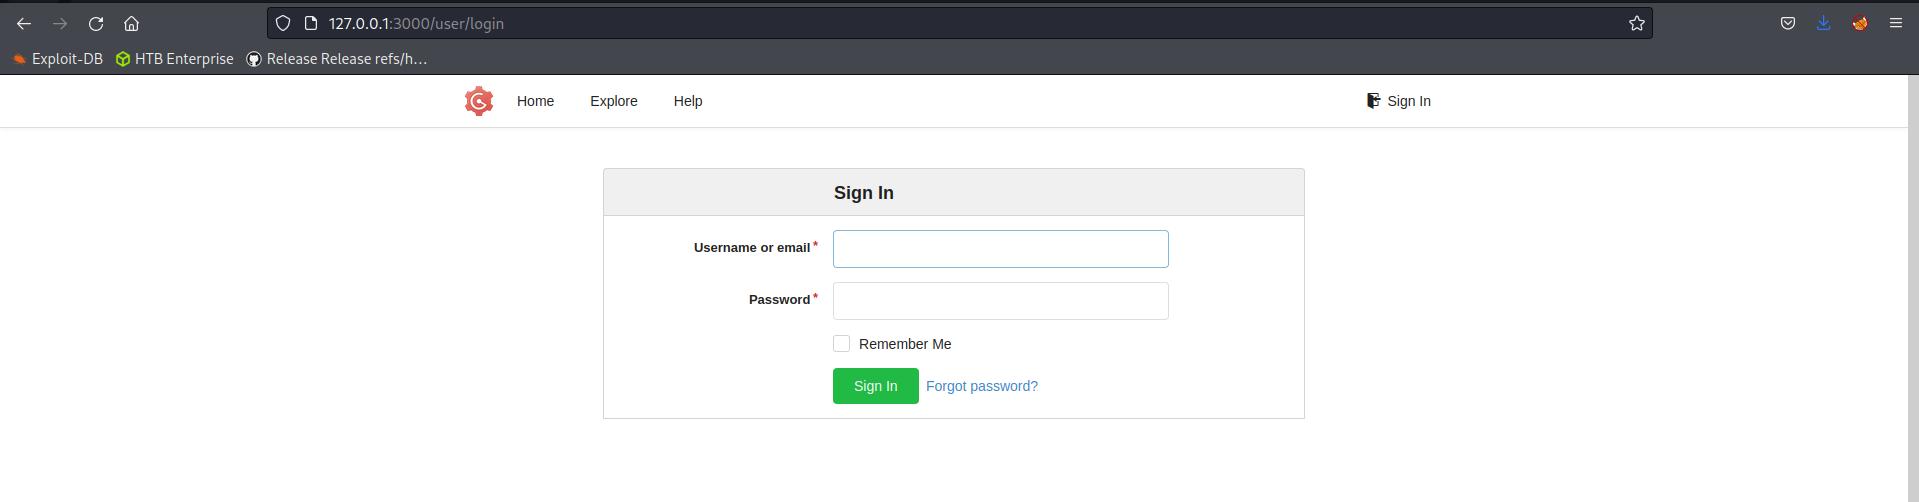 127.0.0.1:3000/user/login
Exploit-DB HTB Enterprise Release Release refs/h…
Home Explore Help Sign In
Sign In
Username or email*
Password*
Remember Me
Sign In Forgot password?